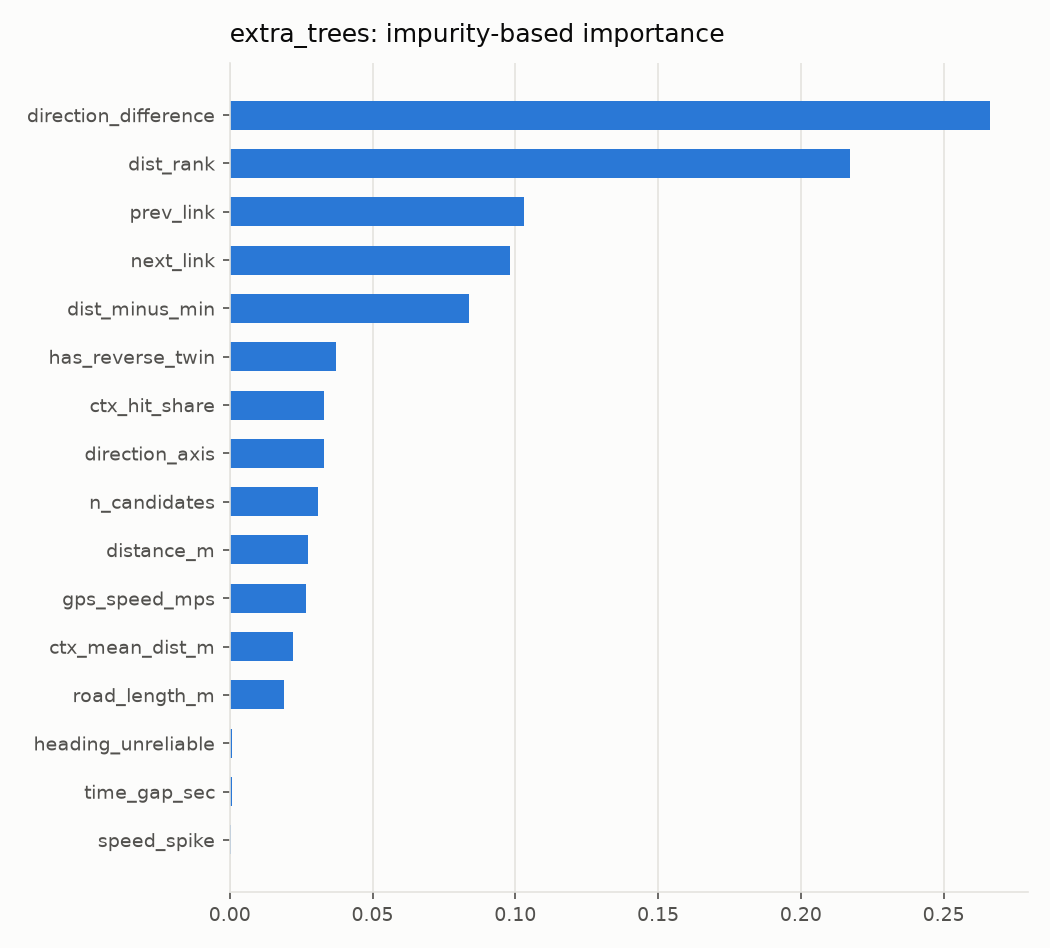 extra_trees: impurity-based importance
direction_difference
dist_rank
prev_link
next_link
dist_minus_min
has_reverse_twin
ctx_hit_share
direction_axis
n_candidates
distance_m
gps_speed_mps
ctx_mean_dist_m
road_length_m
heading_unreliable
time_gap_sec
speed_spike
0.00 0.05 0.10 0.15 0.20 0.25